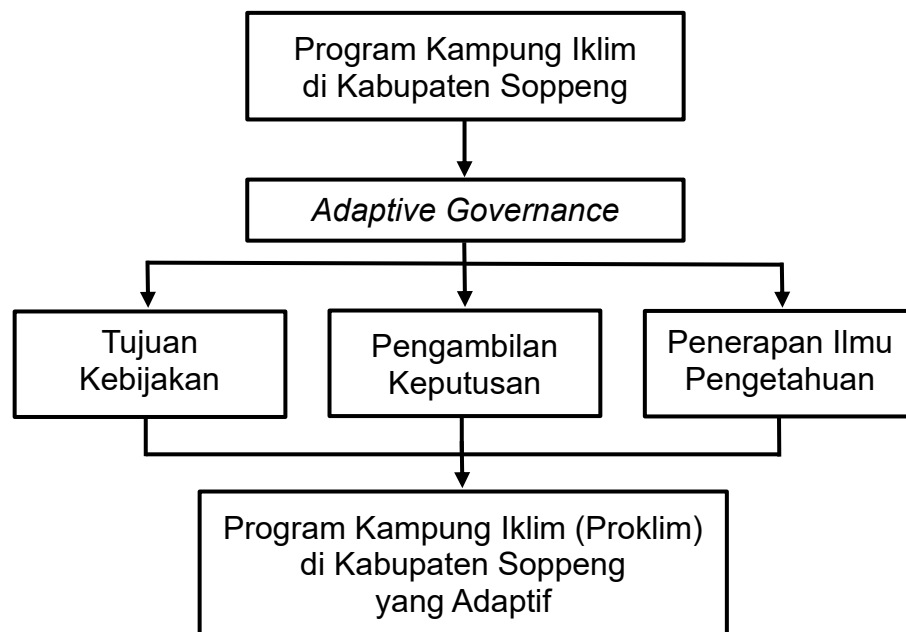 Program Kampung Iklim
di Kabupaten Soppeng
Adaptive Governance
Tujuan
Kebijakan
Pengambilan
Keputusan
Penerapan Ilmu
Pengetahuan
Program Kampung Iklim (Proklim)
di Kabupaten Soppeng
yang Adaptif